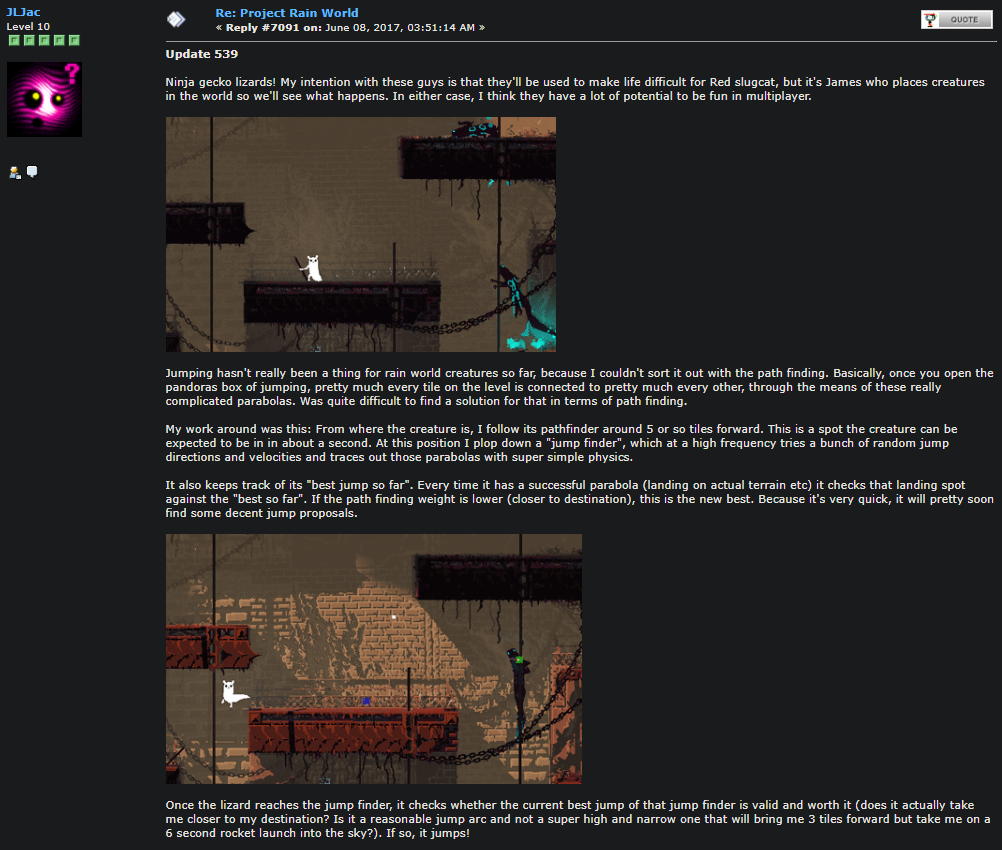 JLJac
Level 10
?
Re: Project Rain World
« Reply #7091 on: June 08, 2017, 03:51:14 AM »
QUOTE
Update 539
Ninja gecko lizards! My intention with these guys is that they'll be used to make life difficult for Red slugcat, but it's James who places creatures
in the world so we'll see what happens. In either case, I think they have a lot of potential to be fun in multiplayer.
Jumping hasn't really been a thing for rain world creatures so far, because I couldn't sort it out with the path finding. Basically, once you open the
pandoras box of jumping, pretty much every tile on the level is connected to pretty much every other, through the means of these really
complicated parabolas. Was quite difficult to find a solution for that in terms of path finding.
My work around was this: From where the creature is, I follow its pathfinder around 5 or so tiles forward. This is a spot the creature can be
expected to be in in about a second. At this position I plop down a "jump finder", which at a high frequency tries a bunch of random jump
directions and velocities and traces out those parabolas with super simple physics.
It also keeps track of its "best jump so far". Every time it has a successful parabola (landing on actual terrain etc) it checks that landing spot
against the "best so far". If the path finding weight is lower (closer to destination), this is the new best. Because it's very quick, it will pretty soon
find some decent jump proposals.
Once the lizard reaches the jump finder, it checks whether the current best jump of that jump finder is valid and worth it (does it actually take
me closer to my destination? Is it a reasonable jump arc and not a super high and narrow one that will bring me 3 tiles forward but take me on a
6 second rocket launch into the sky?). If so, it jumps!